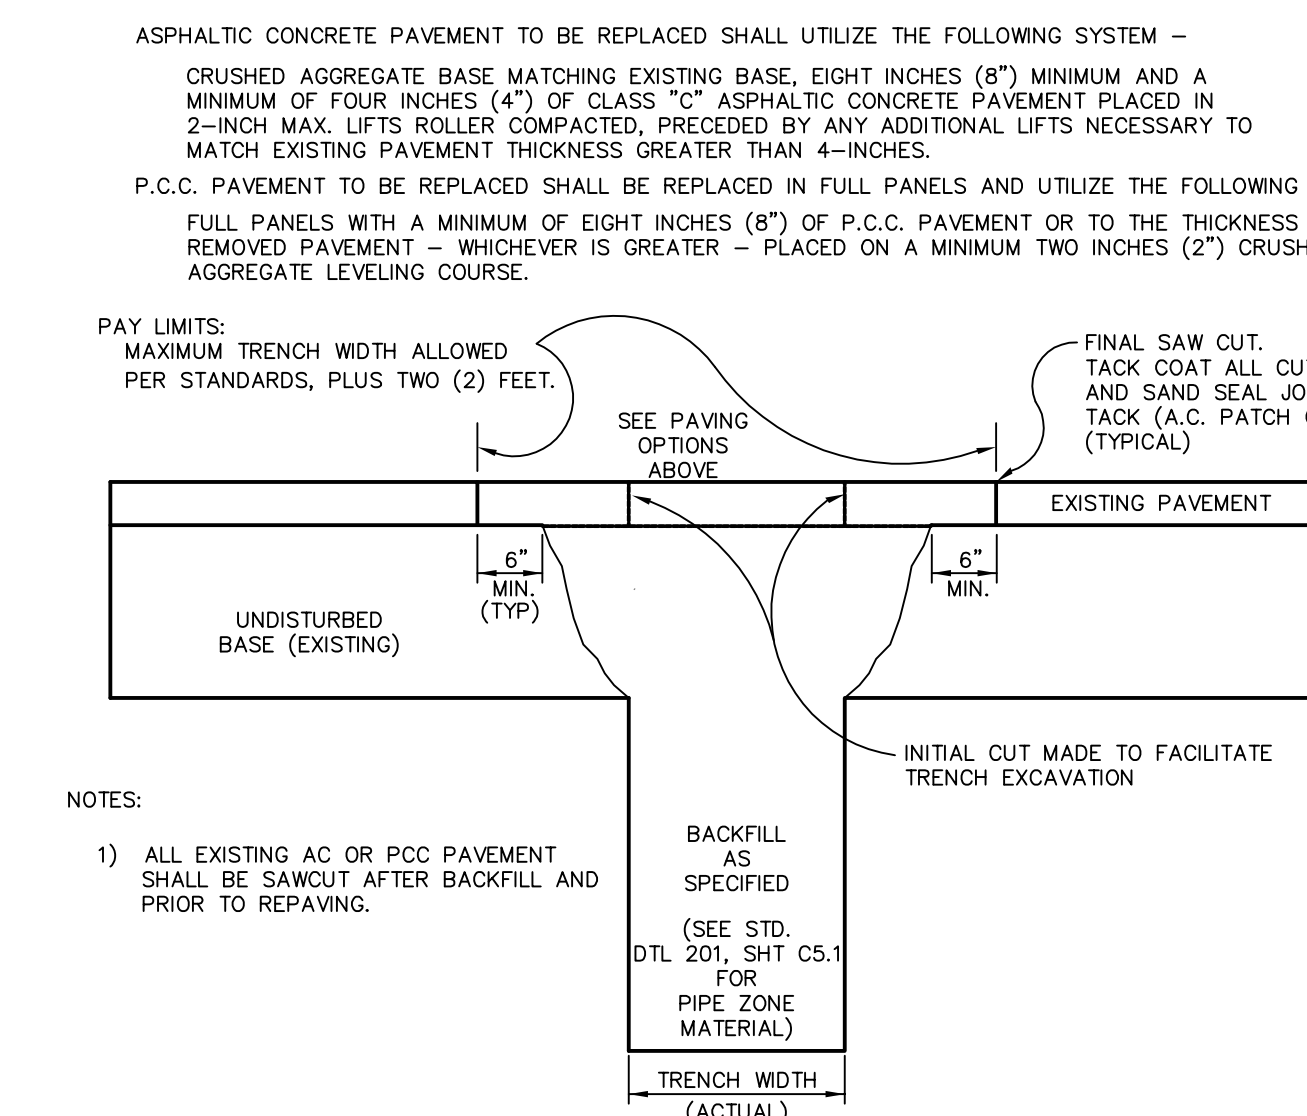 ASPHALTIC CONCRETE PAVEMENT TO BE REPLACED SHALL UTILIZE THE FOLLOWING SYSTEM –
CRUSHED AGGREGATE BASE MATCHING EXISTING BASE, EIGHT INCHES (8") MINIMUM AND A
MINIMUM OF FOUR INCHES (4") OF CLASS "C" ASPHALTIC CONCRETE PAVEMENT PLACED IN
2–INCH MAX. LIFTS ROLLER COMPACTED, PRECEDED BY ANY ADDITIONAL LIFTS NECESSARY TO
MATCH EXISTING PAVEMENT THICKNESS GREATER THAN 4–INCHES.
P.C.C. PAVEMENT TO BE REPLACED SHALL BE REPLACED IN FULL PANELS AND UTILIZE THE FOLLOWING
FULL PANELS WITH A MINIMUM OF EIGHT INCHES (8") OF P.C.C. PAVEMENT OR TO THE THICKNESS
REMOVED PAVEMENT – WHICHEVER IS GREATER – PLACED ON A MINIMUM TWO INCHES (2") CRUSH
AGGREGATE LEVELING COURSE.
PAY LIMITS:
MAXIMUM TRENCH WIDTH ALLOWED
PER STANDARDS, PLUS TWO (2) FEET.
FINAL SAW CUT.
TACK COAT ALL CU
AND SAND SEAL JO
TACK (A.C. PATCH
(TYPICAL)
SEE PAVING
OPTIONS
ABOVE
EXISTING PAVEMENT
6"
MIN.
(TYP)
6"
MIN.
UNDISTURBED
BASE (EXISTING)
INITIAL CUT MADE TO FACILITATE
TRENCH EXCAVATION
NOTES:
1) ALL EXISTING AC OR PCC PAVEMENT
SHALL BE SAWCUT AFTER BACKFILL AND
PRIOR TO REPAVING.
BACKFILL
AS
SPECIFIED
(SEE STD.
DTL 201, SHT C5.1
FOR
PIPE ZONE
MATERIAL)
TRENCH WIDTH
(ACTUAL)